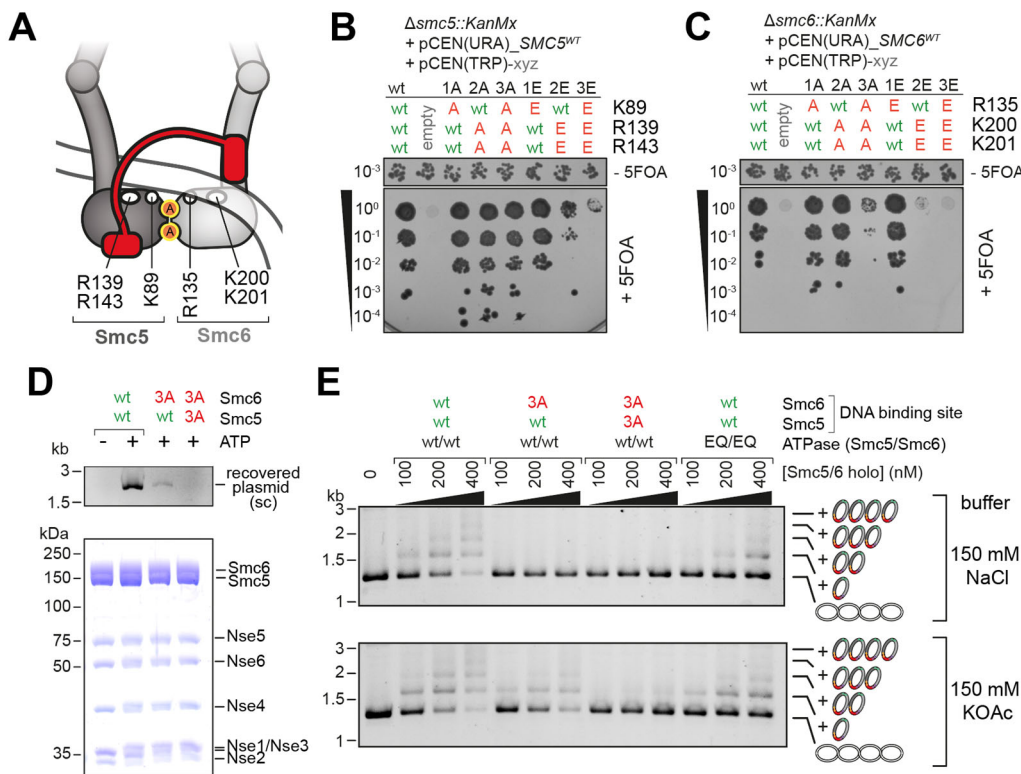 A
R139
R143
K89
R135
K200
K201
Smc5
Smc6
A
A
B
Δsmc5::KanMx
+ pCEN(URA)_SMC5WT
+ pCEN(TRP)-xyz
wt 1A 2A 3A 1E 2E 3E
wt empty A wt A E wt E K89
wt wt A A wt E E R139
wt wt A A wt E E R143
10-3 - 5FOA
100
10-1
10-2
10-3
10-4
+ 5FOA
C
Δsmc6::KanMx
+ pCEN(URA)_SMC6WT
+ pCEN(TRP)-xyz
wt 1A 2A 3A 1E 2E 3E
wt empty A wt A E wt E R135
wt wt A A wt E E K200
wt wt A A wt E E K201
10-3 - 5FOA
100
10-1
10-2
10-3
10-4
+ 5FOA
D
wt 3A 3A Smc6
wt wt 3A Smc5
- + + + ATP
kb
3
1.5
recovered
plasmid
(sc)
kDa
250
150
100
75
50
35
Smc6
Smc5
Nse5
Nse6
Nse4
Nse1/Nse3
Nse2
E
wt 3A 3A wt Smc6
wt wt 3A wt Smc5
DNA binding site
wt/wt wt/wt wt/wt EQ/EQ ATPase (Smc5/Smc6)
0 100 200 400 100 200 400 100 200 400 100 200 400 [Smc5/6 holo] (nM)
kb
3
2
1.5
1
+
+
+
+
buffer
150 mM
NaCl
3
2
1.5
1
+
+
+
+
150 mM
KOAc